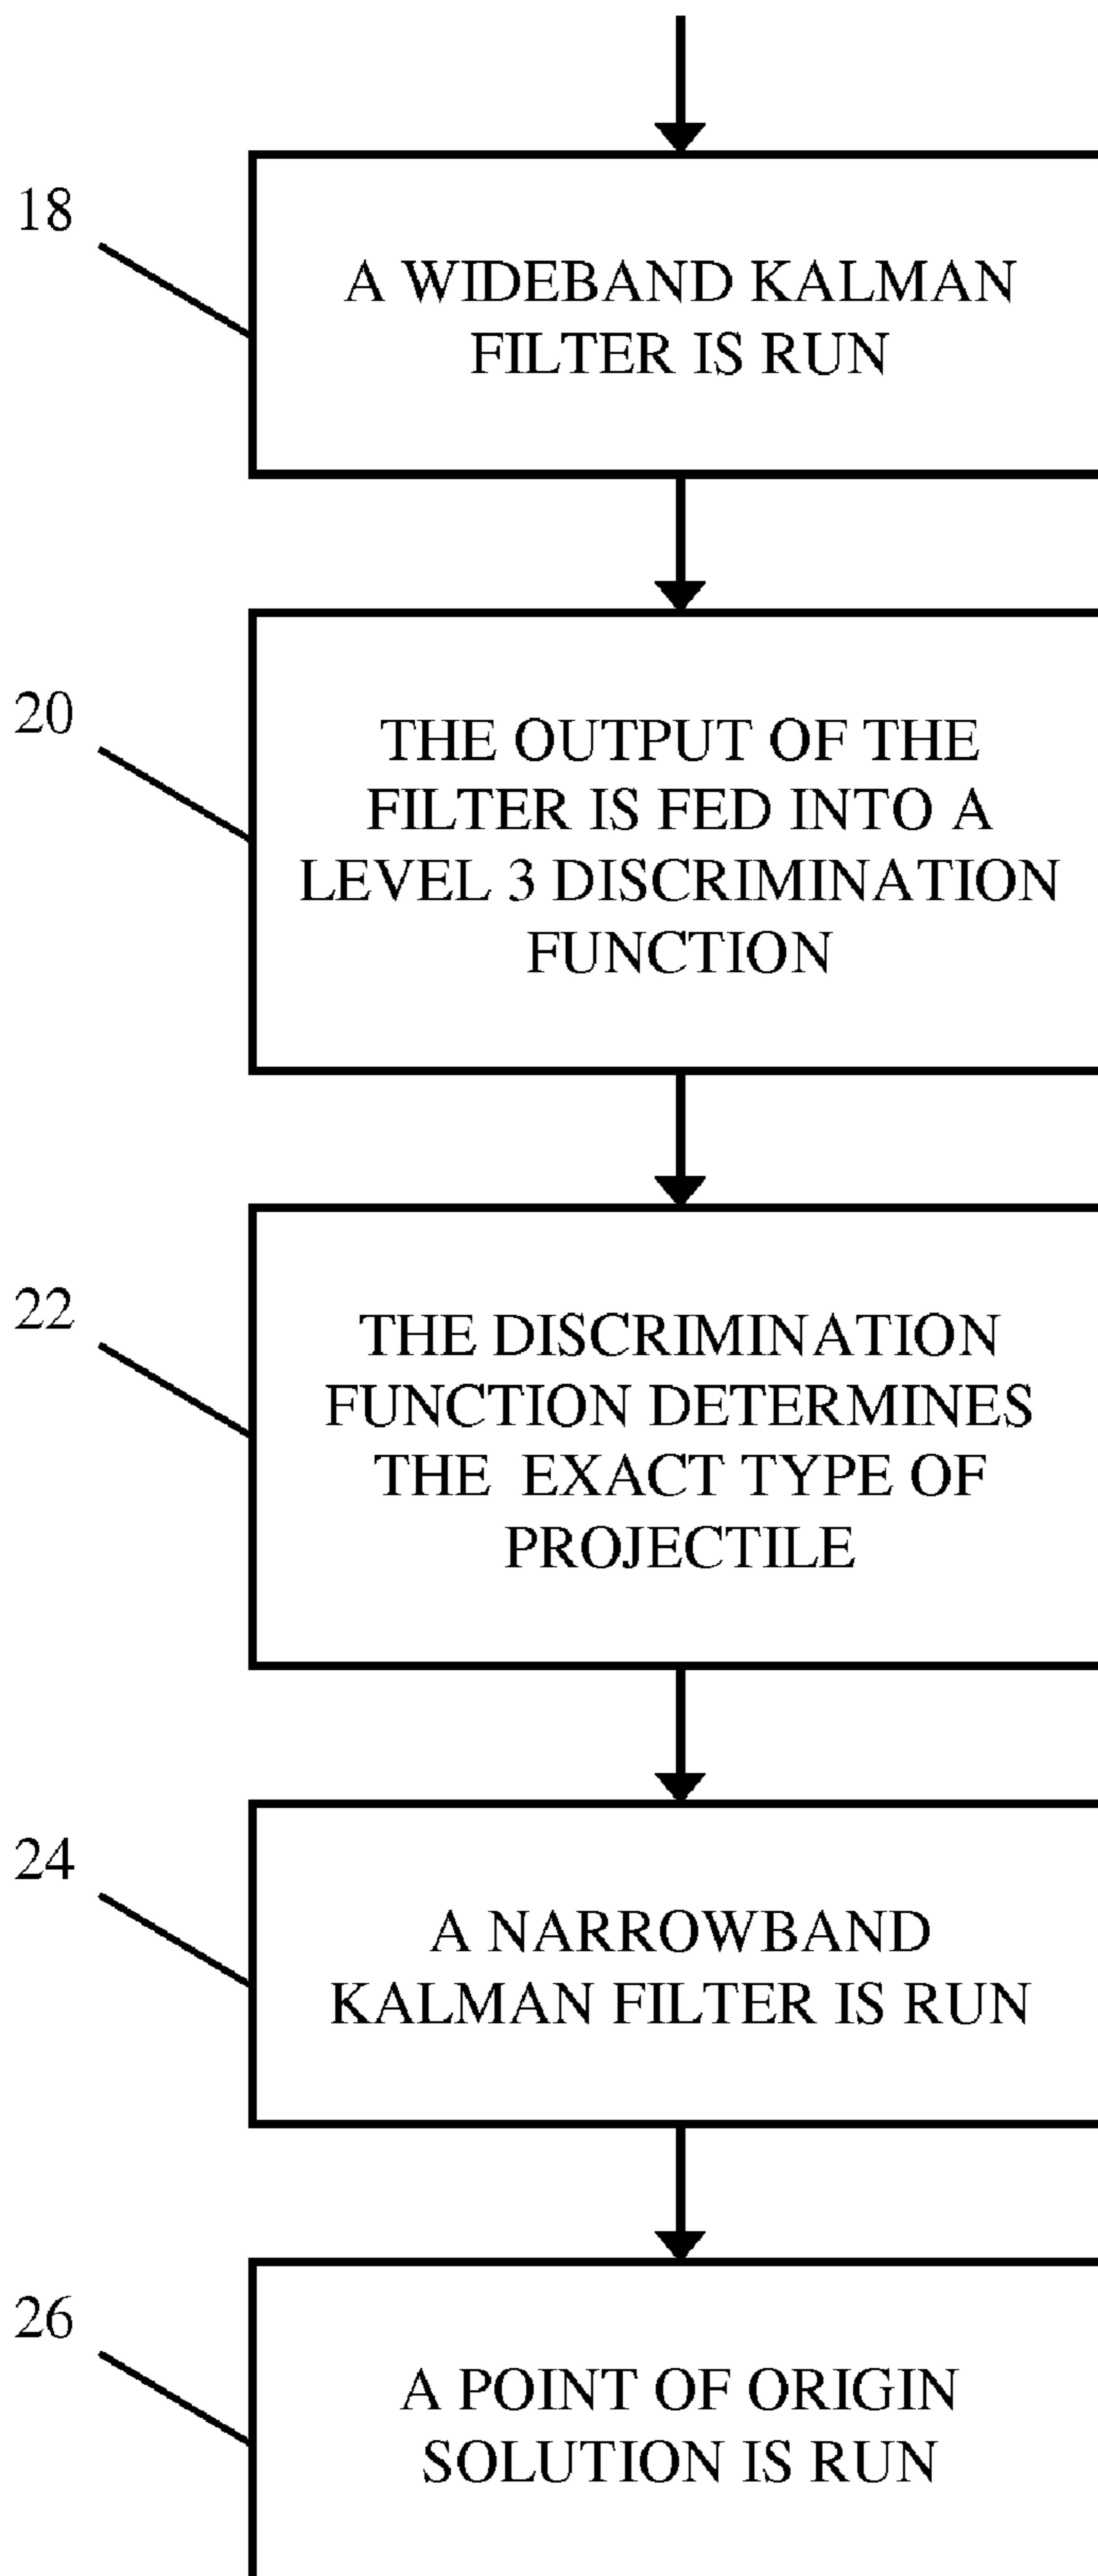 18
A WIDEBAND KALMAN
FILTER IS RUN
20
THE OUTPUT OF THE
FILTER IS FED INTO A
LEVEL 3 DISCRIMINATION
FUNCTION
22
THE DISCRIMINATION
FUNCTION DETERMINES
THE EXACT TYPE OF
PROJECTILE
24
A NARROWBAND
KALMAN FILTER IS RUN
26
A POINT OF ORIGIN
SOLUTION IS RUN